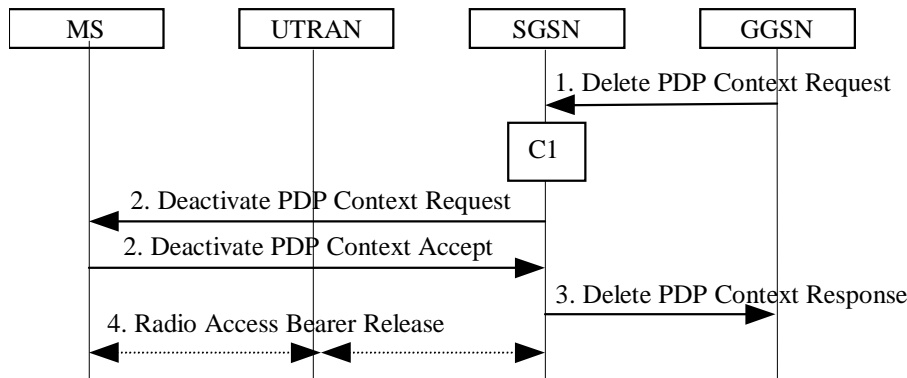 MS
UTRAN
SGSN
GGSN
1. Delete PDP Context Request
C1
2. Deactivate PDP Context Request
2. Deactivate PDP Context Accept
3. Delete PDP Context Response
4. Radio Access Bearer Release